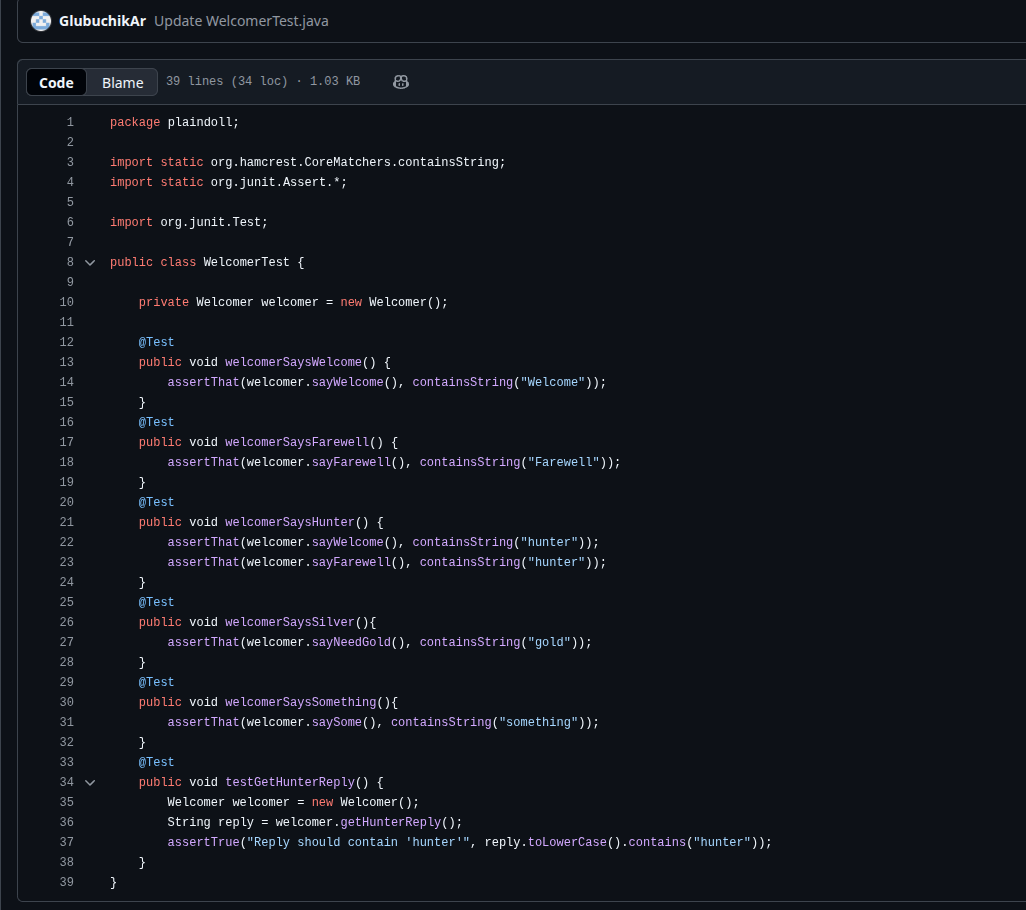 GlubuchikAr Update WelcomerTest.java
Code Blame 39 lines (34 loc) · 1.03 KB
1 package plaindoll;
2
3 import static org.hamcrest.CoreMatchers.containsString;
4 import static org.junit.Assert.*;
5
6 import org.junit.Test;
7
8 public class WelcomerTest {
9
10     private Welcomer welcomer = new Welcomer();
11
12     @Test
13     public void welcomerSaysWelcome() {
14         assertThat(welcomer.sayWelcome(), containsString("Welcome"));
15     }
16     @Test
17     public void welcomerSaysFarewell() {
18         assertThat(welcomer.sayFarewell(), containsString("Farewell"));
19     }
20     @Test
21     public void welcomerSaysHunter() {
22         assertThat(welcomer.sayWelcome(), containsString("hunter"));
23         assertThat(welcomer.sayFarewell(), containsString("hunter"));
24     }
25     @Test
26     public void welcomerSaysSilver(){
27         assertThat(welcomer.sayNeedGold(), containsString("gold"));
28     }
29     @Test
30     public void welcomerSaysSomething(){
31         assertThat(welcomer.saySome(), containsString("something"));
32     }
33     @Test
34     public void testGetHunterReply() {
35         Welcomer welcomer = new Welcomer();
36         String reply = welcomer.getHunterReply();
37         assertTrue("Reply should contain 'hunter'", reply.toLowerCase().contains("hunter"));
38     }
39 }